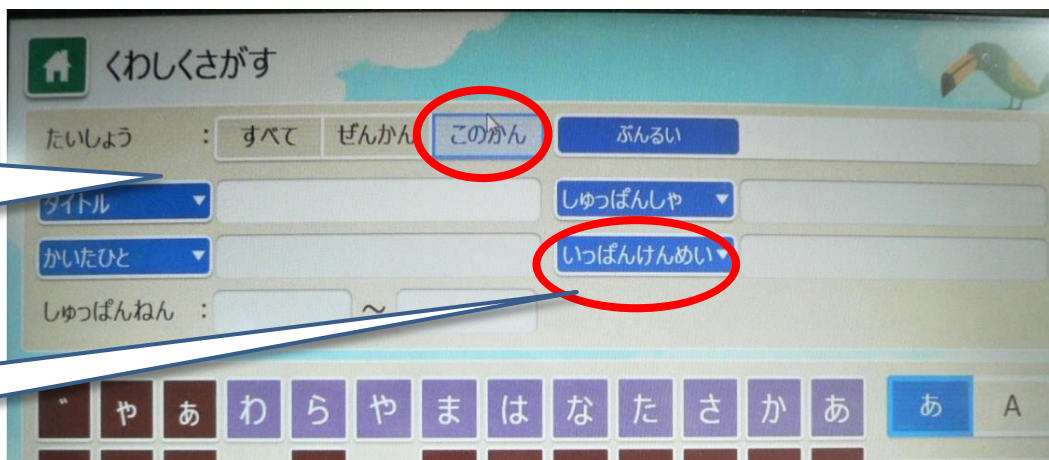 くわしくさがす
たいしょう : すべて ぜんかん このかん ぶんるい
タイトル しゅっぱんしゃ
かいたひと いっぱんけんめい
しゅっぱんねん : ~
゛ ゃ ぁ わ ら や ま は な た さ か あ あ A